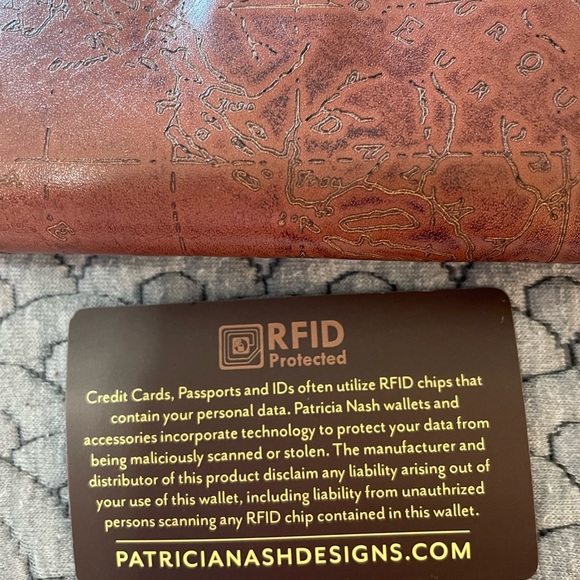 RFID
Protected
Credit Cards, Passports and IDs often utilize RFID chips that
contain your personal data. Patricia Nash wallets and
accessories incorporate technology to protect your data from
being maliciously scanned or stolen. The manufacturer and
distributor of this product disclaim any liability arising out of
your use of this wallet, including liability from unauthrized
persons scanning any RFID chip contained in this wallet.
PATRICIANASHDESIGNS.COM